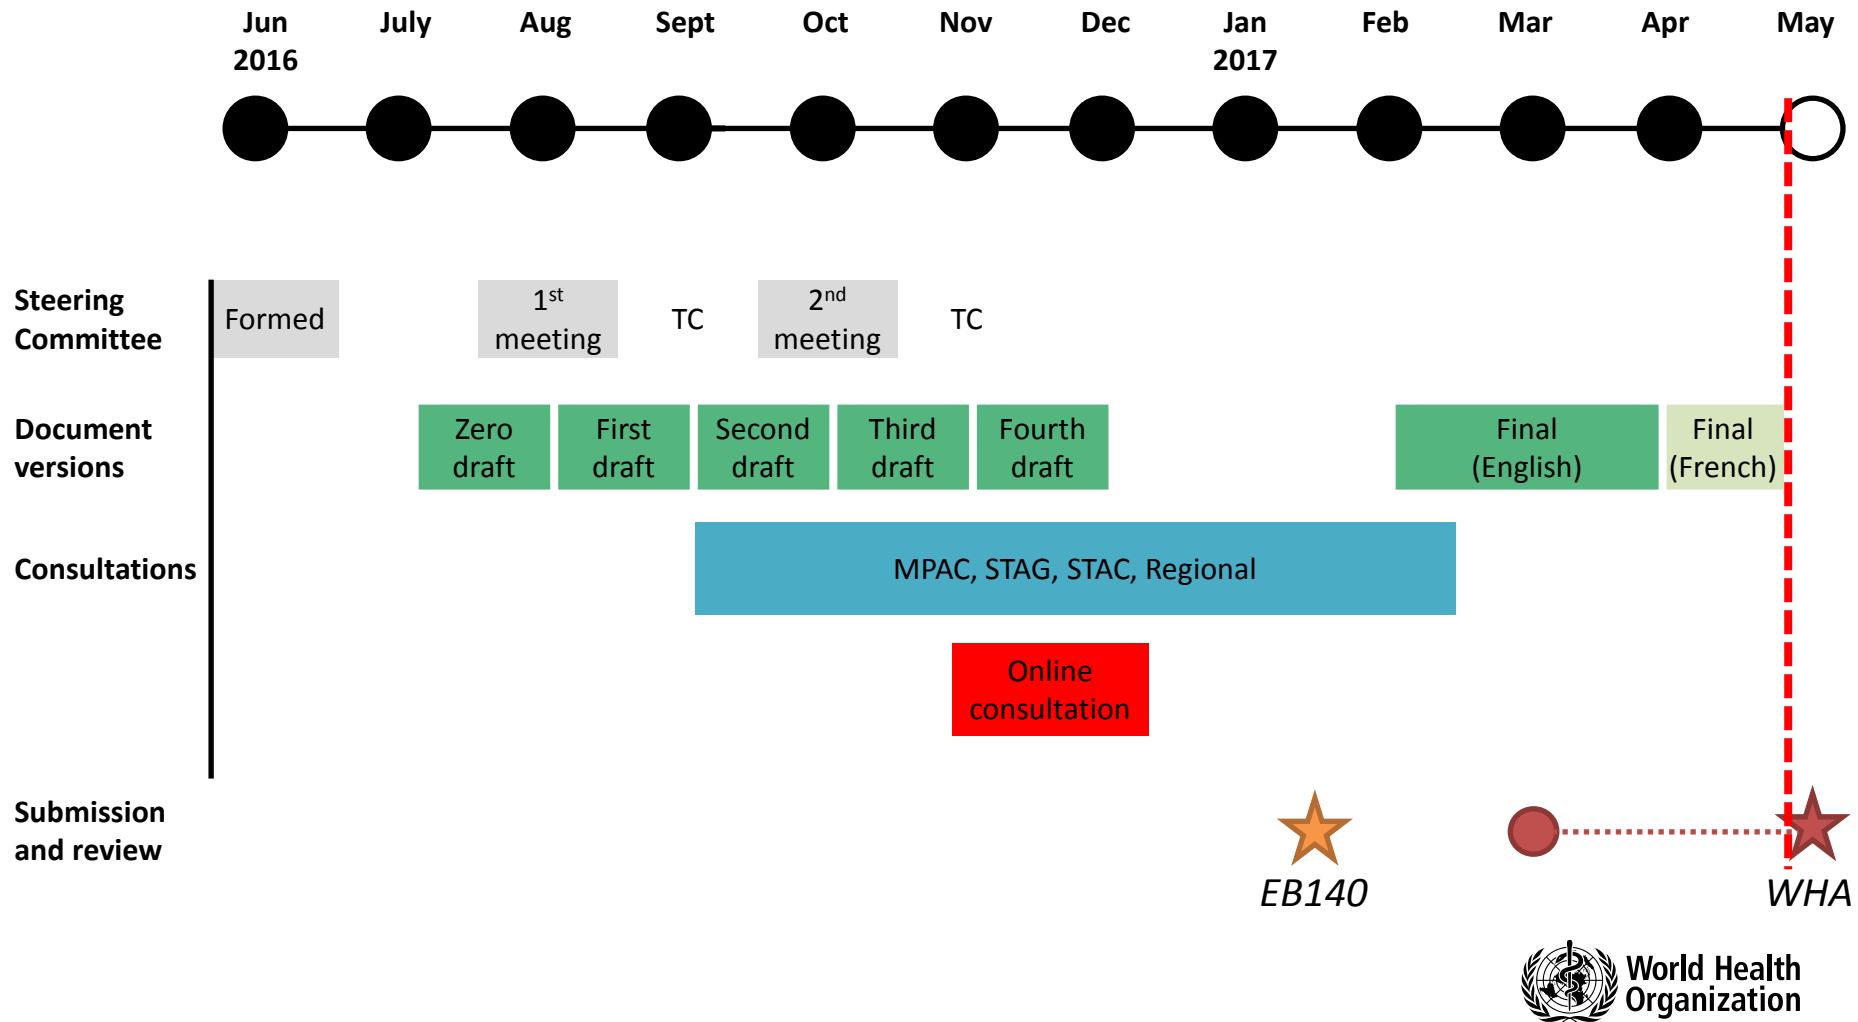 Jun July Aug Sept Oct Nov Dec Jan Feb Mar Apr May
2016 2017
Steering
Committee
Formed
1st
meeting
TC
2nd
meeting
TC
Document
versions
Zero
draft
First
draft
Second
draft
Third
draft
Fourth
draft
Final
(English)
Final
(French)
Consultations
MPAC, STAG, STAC, Regional
Online
consultation
Submission
and review
EB140
WHA
World Health
Organization